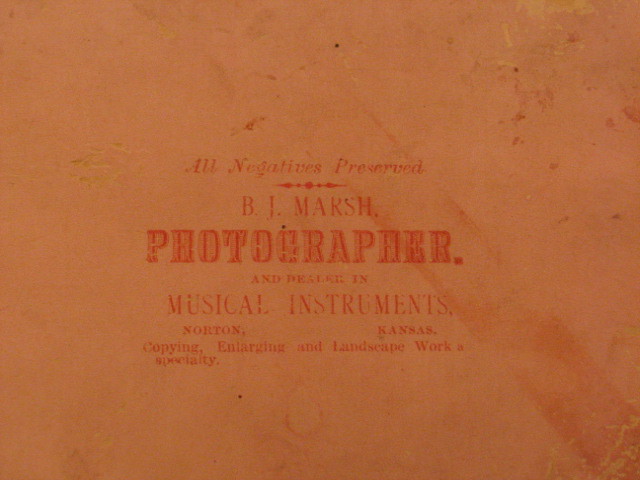 All Negatives Preserved
B. J. MARSH,
PHOTOGRAPHER.
AND DEALER IN
MUSICAL INSTRUMENTS,
NORTON, KANSAS.
Copying, Enlarging and Landscape Work a
specialty.